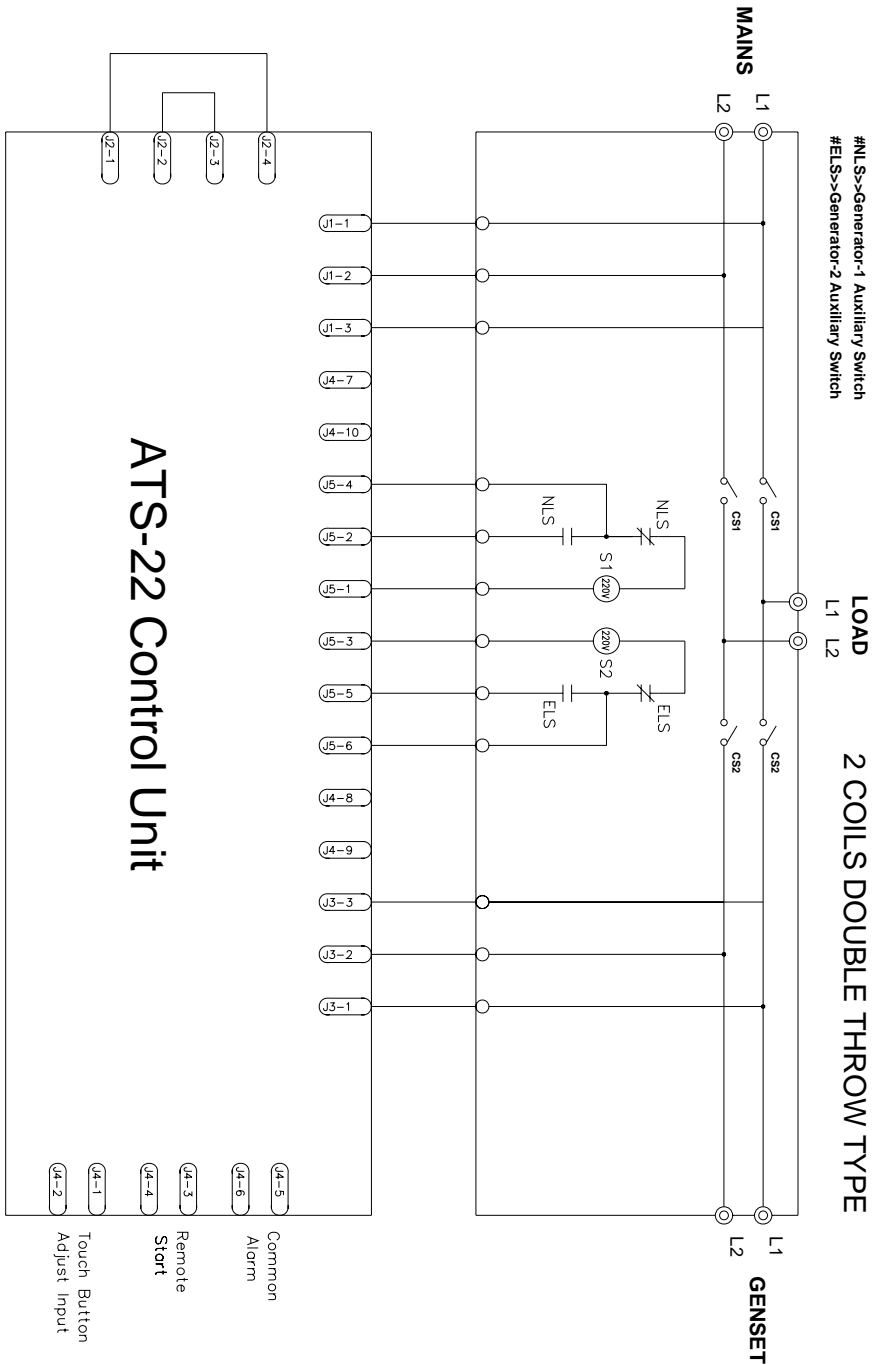 2 COILS DOUBLE THROW TYPE
#NLS>>Generator-1 Auxiliary Switch
#ELS>>Generator-2 Auxiliary Switch
MAINS
L1
L2
LOAD
L1 L2
GENSET
L1
L2
CS1
CS1
CS2
CS2
NLS
NLS
S1
220V
220V
S2
ELS
ELS
J1-1
J1-2
J1-3
J4-7
J4-10
J5-4
J5-2
J5-1
J5-3
J5-5
J5-6
J4-8
J4-9
J3-3
J3-2
J3-1
J2-4
J2-3
J2-2
J2-1
ATS-22 Control Unit
J4-5
J4-6
Common
Alarm
J4-3
J4-4
Remote
Start
J4-1
J4-2
Touch Button
Adjust Input